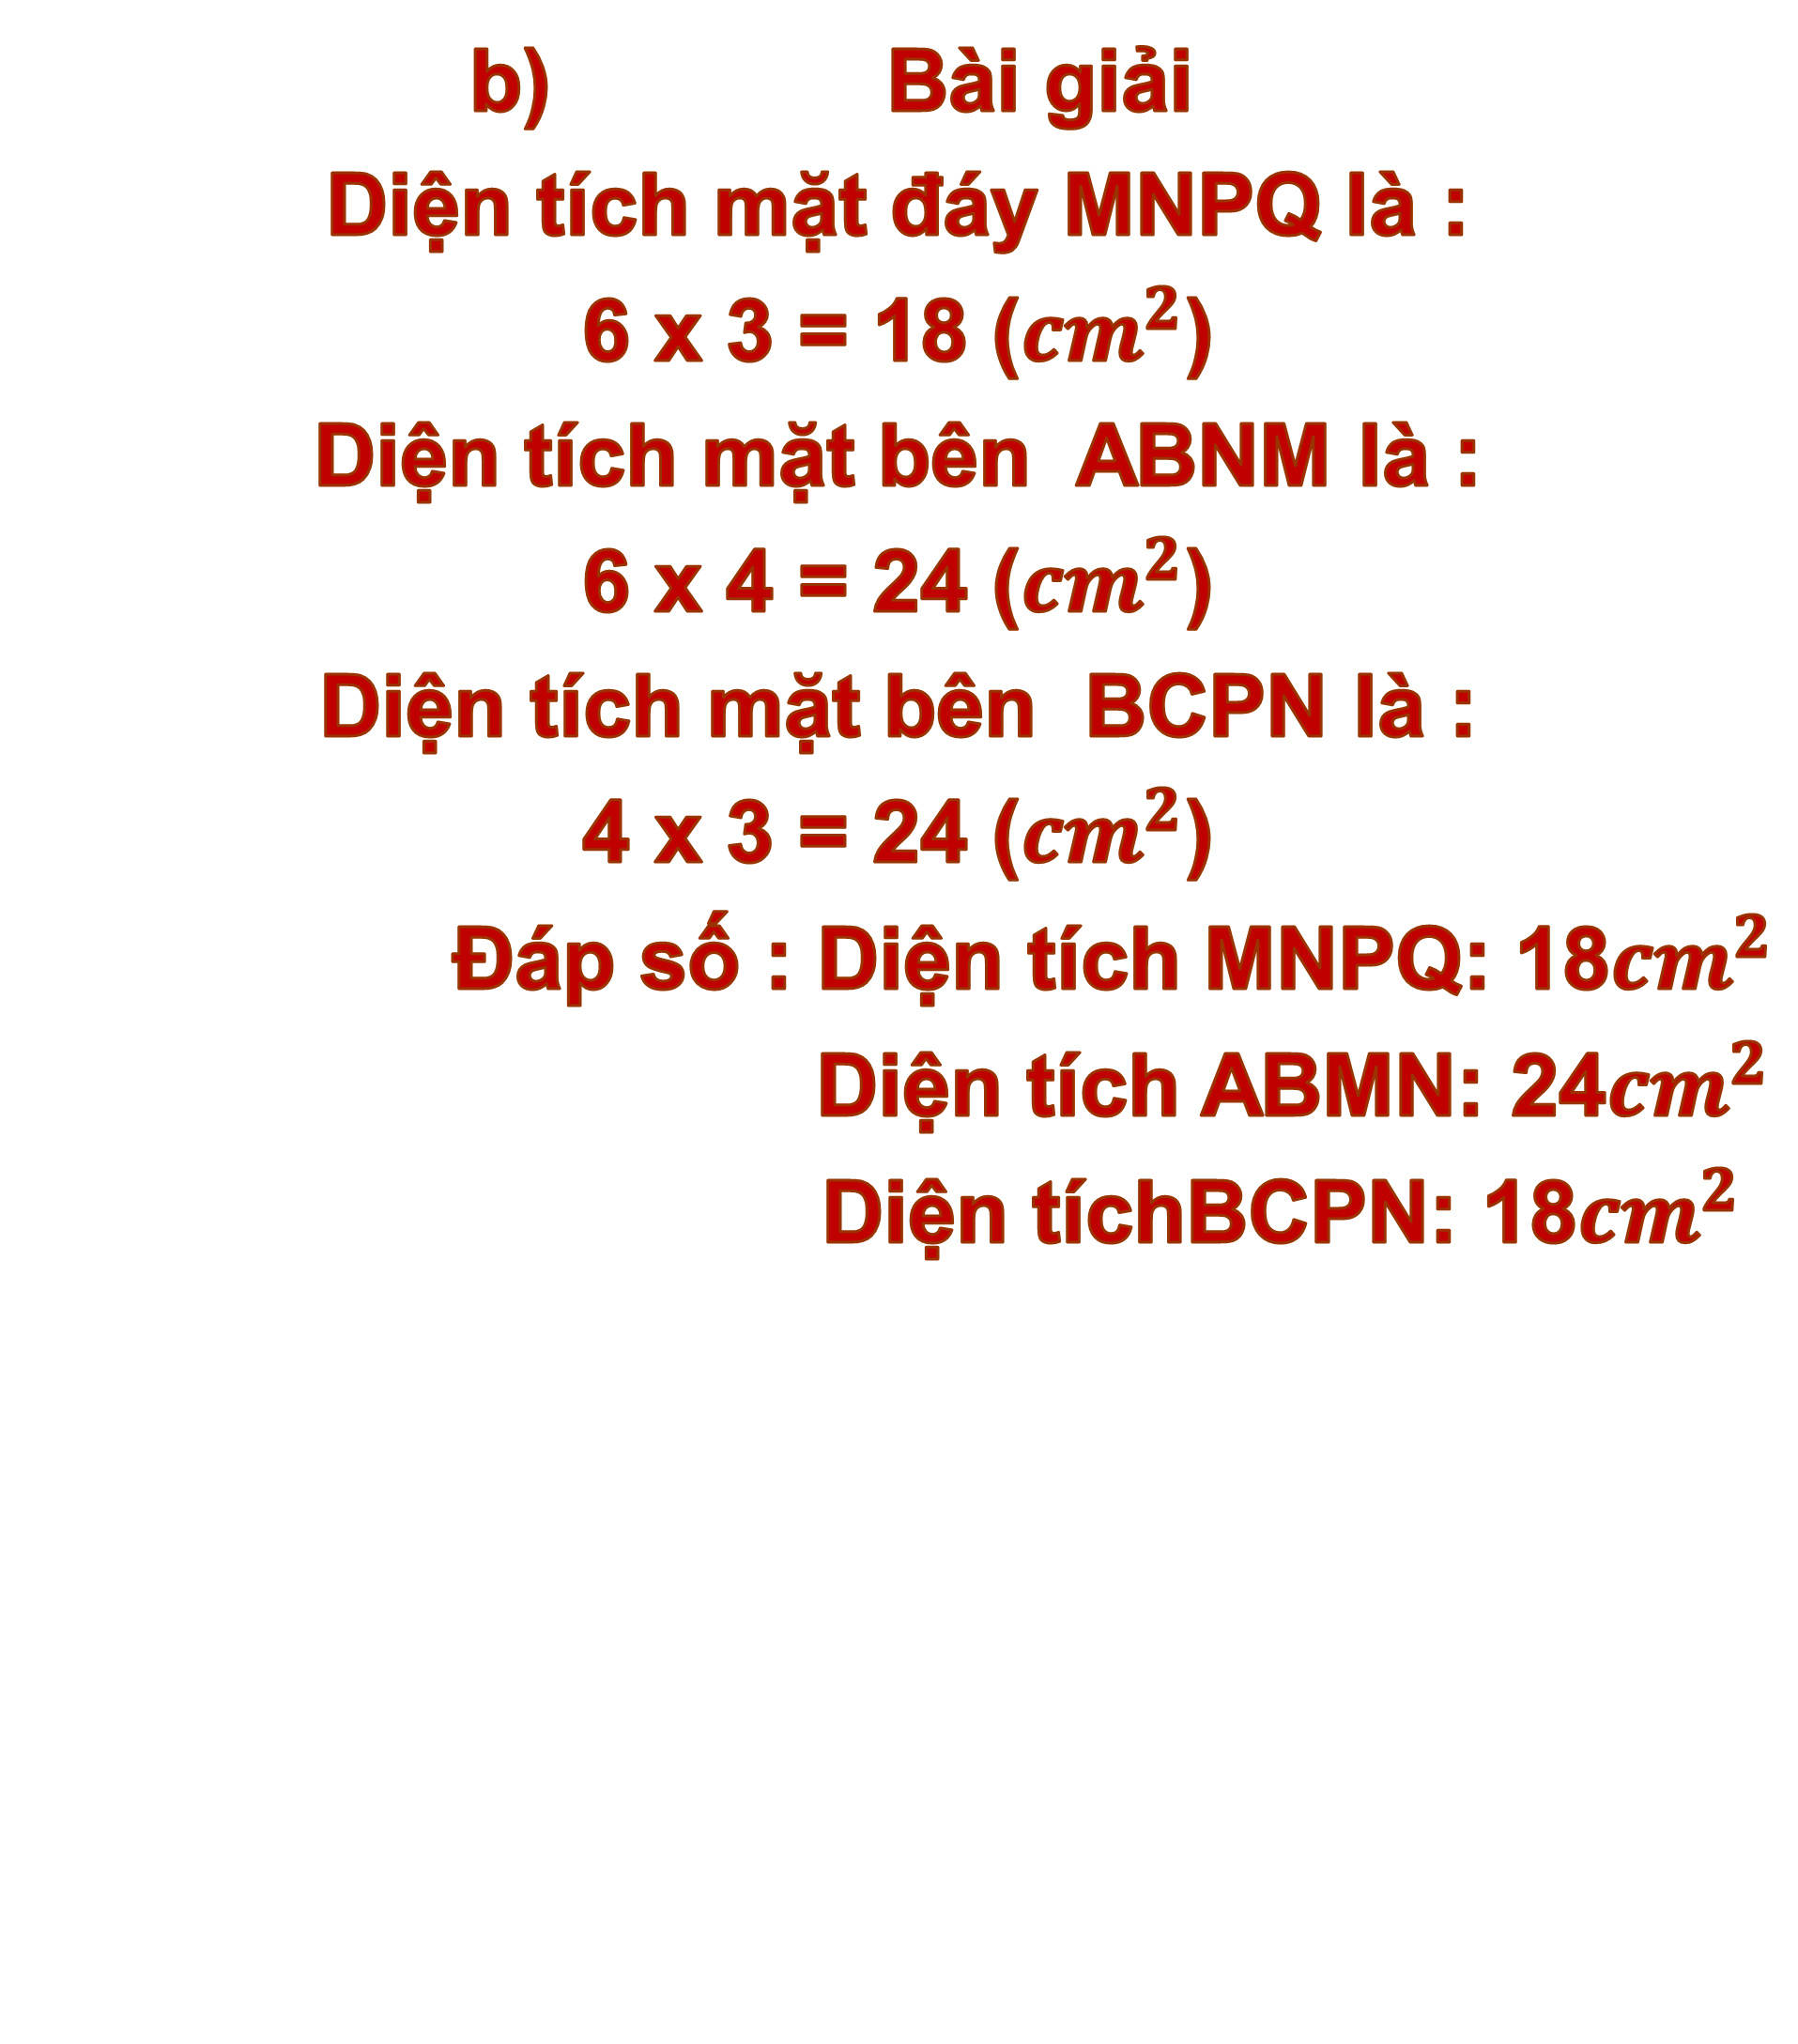 b) Bài giải
Diện tích mặt đáy MNPQ là :
6 x 3 = 18 (cm²)
Diện tích mặt bên ABNM là :
6 x 4 = 24 (cm²)
Diện tích mặt bên BCPN là :
4 x 3 = 24 (cm²)
Đáp số : Diện tích MNPQ: 18cm²
Diện tích ABMN: 24cm²
Diện tíchBCPN: 18cm²